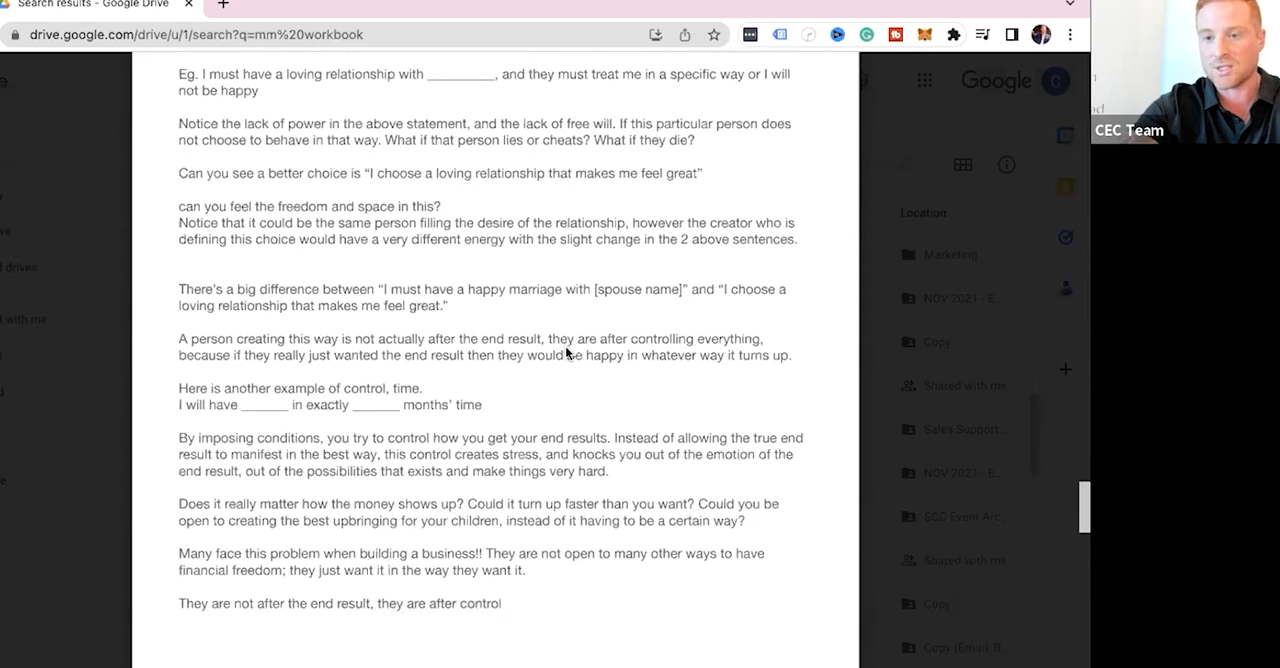 Search results - Google Drive
drive.google.com/drive/u/1/search?q=mm%20workbook
Eg. I must have a loving relationship with __________, and they must treat me in a specific way or I will
not be happy
Notice the lack of power in the above statement, and the lack of free will. If this particular person does
not choose to behave in that way. What if that person lies or cheats? What if they die?
Can you see a better choice is “I choose a loving relationship that makes me feel great”
can you feel the freedom and space in this?
Notice that it could be the same person filling the desire of the relationship, however the creator who is
defining this choice would have a very different energy with the slight change in the 2 above sentences.
There's a big difference between “I must have a happy marriage with [spouse name]” and “I choose a
loving relationship that makes me feel great.”
A person creating this way is not actually after the end result, they are after controlling everything,
because if they really just wanted the end result then they would be happy in whatever way it turns up.
Here is another example of control, time.
I will have _______ in exactly _______ months' time
By imposing conditions, you try to control how you get your end results. Instead of allowing the true end
result to manifest in the best way, this control creates stress, and knocks you out of the emotion of the
end result, out of the possibilities that exists and make things very hard.
Does it really matter how the money shows up? Could it turn up faster than you want? Could you be
open to creating the best upbringing for your children, instead of it having to be a certain way?
Many face this problem when building a business!! They are not open to many other ways to have
financial freedom; they just want it in the way they want it.
They are not after the end result, they are after control
drives
with me
Google
C
Location
Marketing
NOV 2021 - E...
Copy
Shared with me
Sales Support ...
NOV 2021 - E...
SCC Event Arc...
Shared with me
Copy
Copy (Email, B...
CEC Team